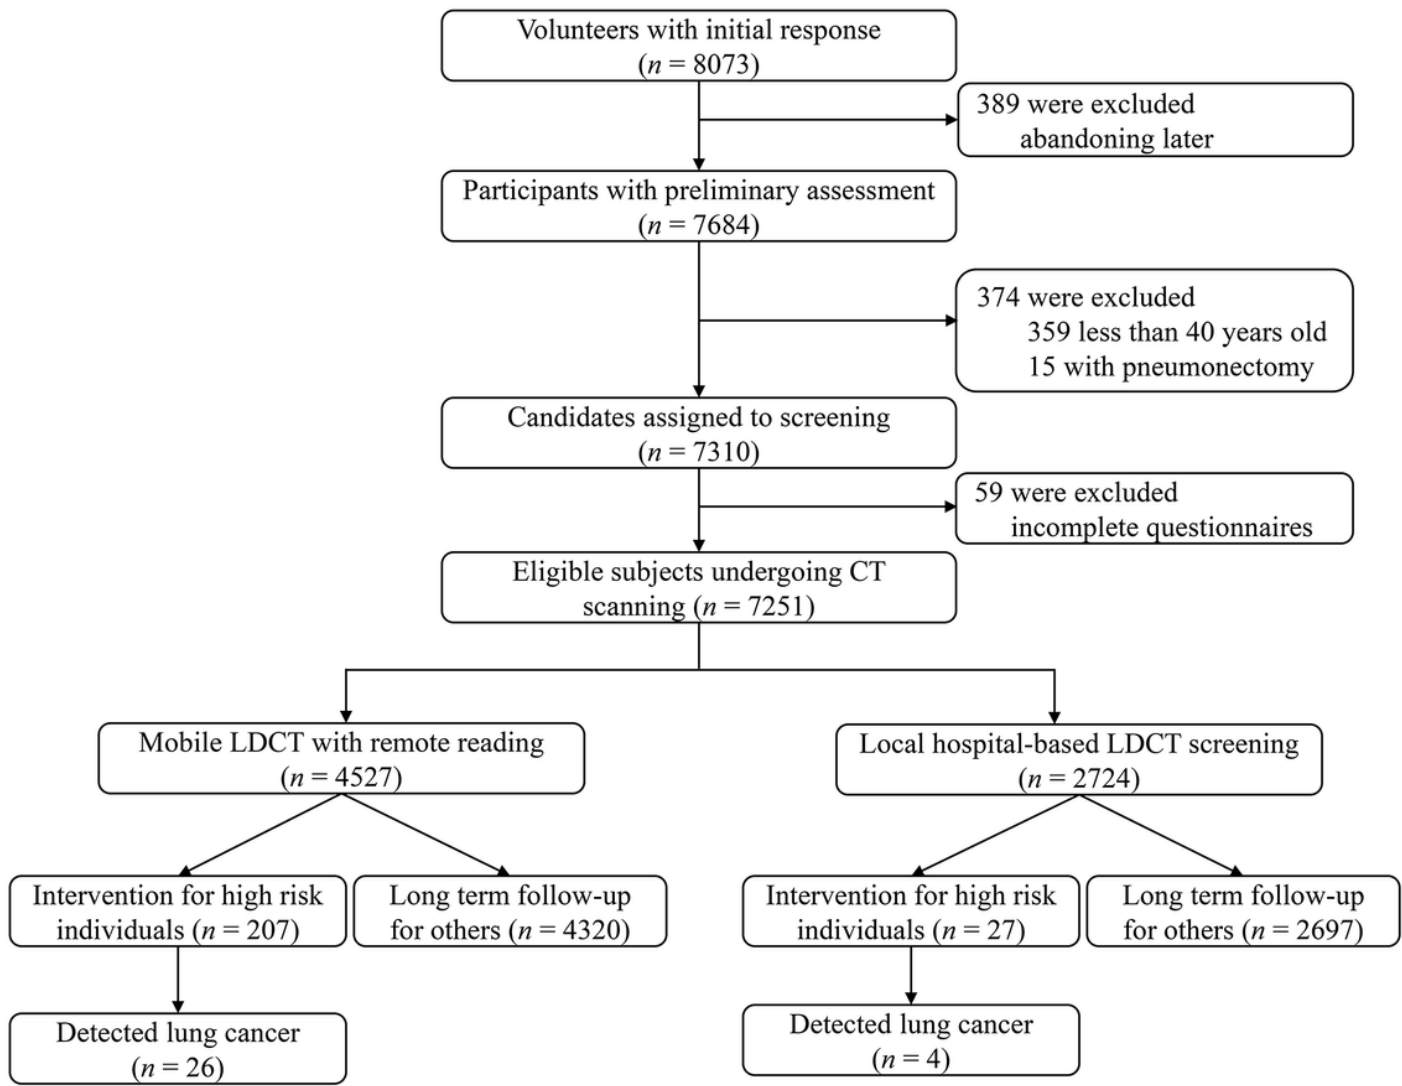 Volunteers with initial response
(n = 8073)
389 were excluded
abandoning later
Participants with preliminary assessment
(n = 7684)
374 were excluded
359 less than 40 years old
15 with pneumonectomy
Candidates assigned to screening
(n = 7310)
59 were excluded
incomplete questionnaires
Eligible subjects undergoing CT
scanning (n = 7251)
Mobile LDCT with remote reading
(n = 4527)
Local hospital-based LDCT screening
(n = 2724)
Intervention for high risk
individuals (n = 207)
Long term follow-up
for others (n = 4320)
Intervention for high risk
individuals (n = 27)
Long term follow-up
for others (n = 2697)
Detected lung cancer
(n = 26)
Detected lung cancer
(n = 4)